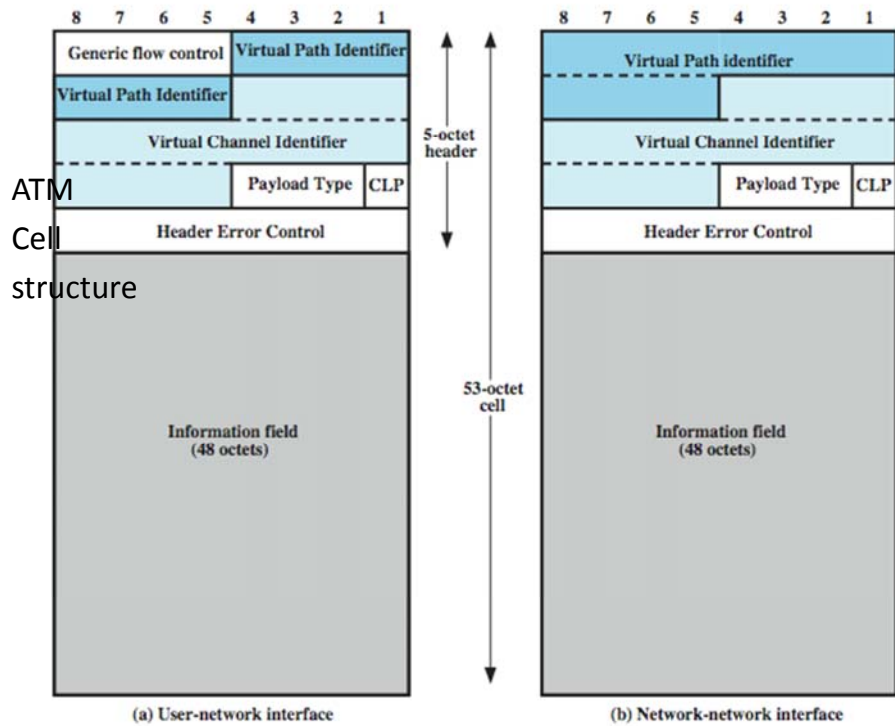 8 7 6 5 4 3 2 1
Generic flow control
Virtual Path Identifier
Virtual Path Identifier
Virtual Channel Identifier
Payload Type
CLP
Header Error Control
Information field
(48 octets)
(a) User-network interface
ATM
Cell
structure
5-octet
header
53-octet
cell
8 7 6 5 4 3 2 1
Virtual Path identifier
Virtual Channel Identifier
Payload Type
CLP
Header Error Control
Information field
(48 octets)
(b) Network-network interface